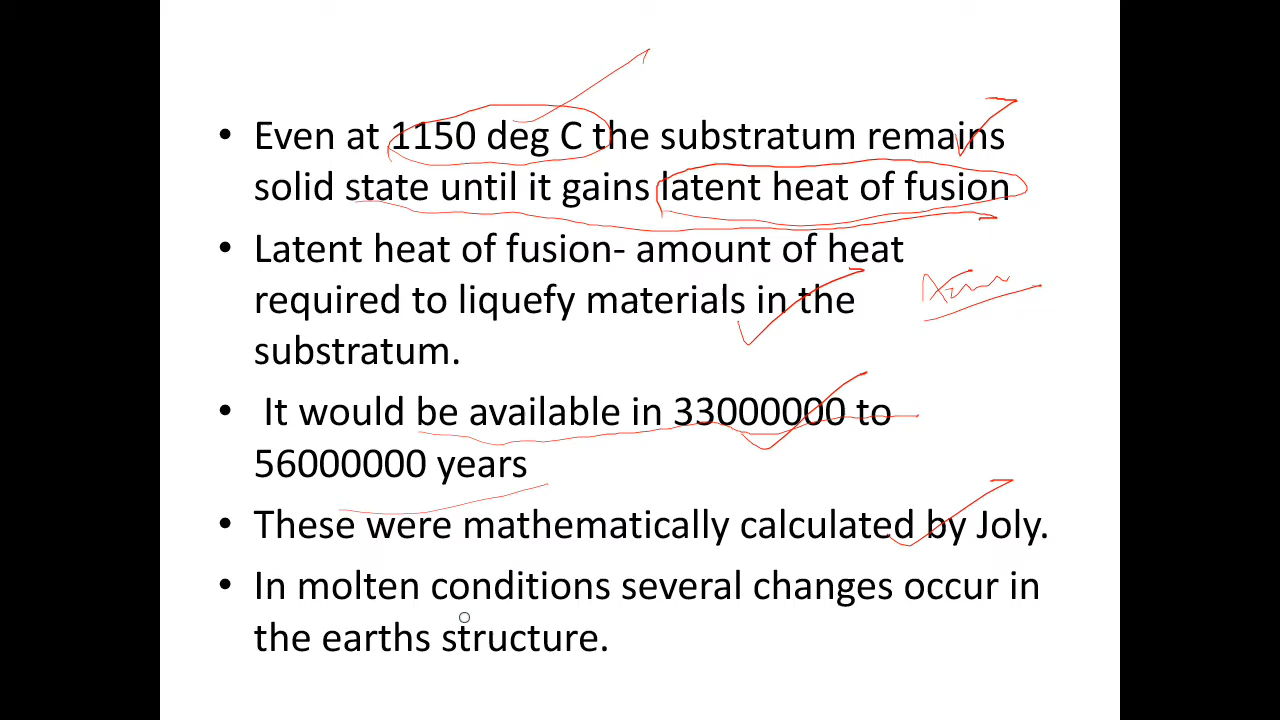 • Even at 1150 deg C the substratum remains
solid state until it gains latent heat of fusion
• Latent heat of fusion- amount of heat
required to liquefy materials in the
substratum.
• It would be available in 33000000 to
56000000 years
• These were mathematically calculated by Joly.
• In molten conditions several changes occur in
the earths structure.